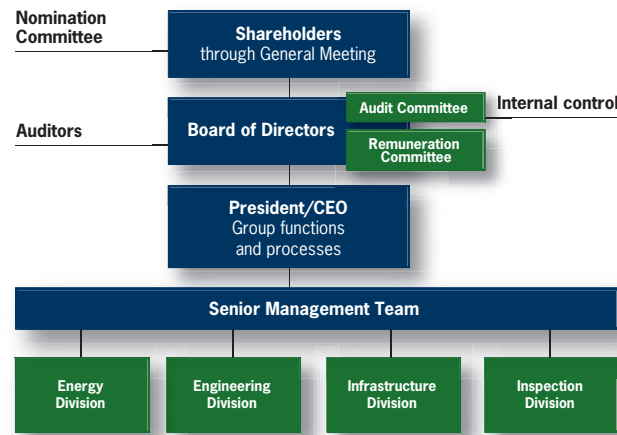 Nomination
Committee
Shareholders
through General Meeting
Audit Committee
Internal control
Auditors
Board of Directors
Remuneration
Committee
President/CEO
Group functions
and processes
Senior Management Team
Energy
Division
Engineering
Division
Infrastructure
Division
Inspection
Division